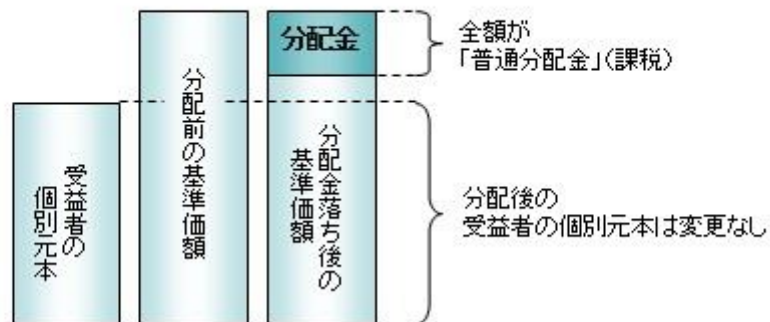 分配金
全額が
「普通分配金」(課税)
受益者の
個別元本
分配前の基準価額
分配金落ち後の
基準価額
分配後の
受益者の個別元本は変更なし